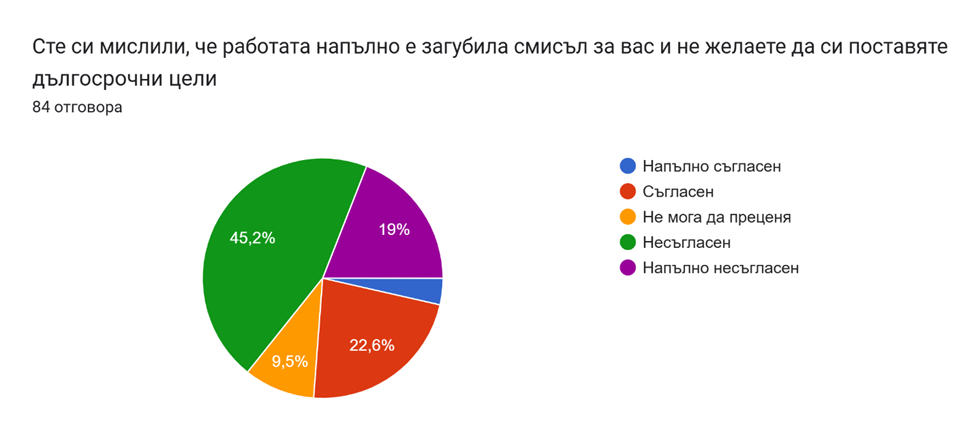 Сте си мислили, че работата напълно е загубила смисъл за вас и не желаете да си поставяте
дългосрочни цели
84 отговора
Напълно съгласен
Съгласен
Не мога да преценя
Несъгласен
Напълно несъгласен
45,2%
19%
22,6%
9,5%